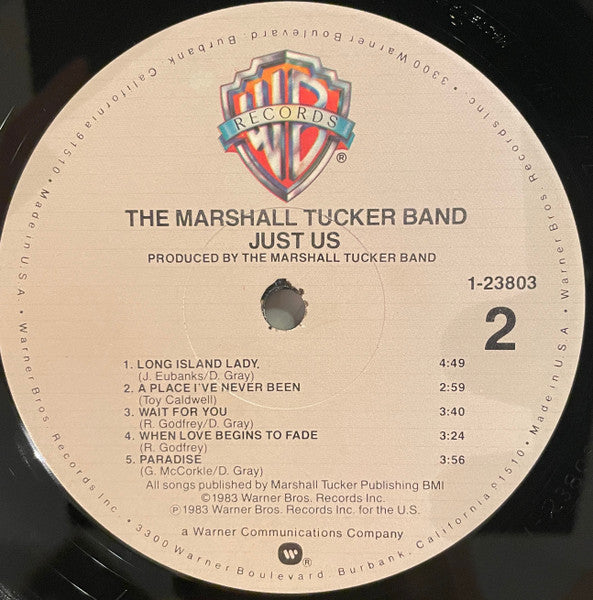 3300 Warner Boulevard. Burbank. California 91510 • Made in U.S.A. • Warner Bros. Records Inc. • 3300 Warner Boulevard. Burbank. California 91510 • Made in U.S.A. • Warner Bros. Records Inc. •
WB
RECORDS
®
THE MARSHALL TUCKER BAND
JUST US
PRODUCED BY THE MARSHALL TUCKER BAND
1-23803
2
1. LONG ISLAND LADY 4:49
(J. Eubanks/D. Gray)
2. A PLACE I'VE NEVER BEEN 2:59
(Toy Caldwell)
3. WAIT FOR YOU 3:40
(R. Godfrey/D. Gray)
4. WHEN LOVE BEGINS TO FADE 3:24
(R. Godfrey)
5. PARADISE 3:56
(G. McCorkle/D. Gray)
All songs published by Marshall Tucker Publishing BMI
©1983 Warner Bros. Records Inc.
℗1983 Warner Bros. Records Inc. for the U.S.
a Warner Communications Company
W ®